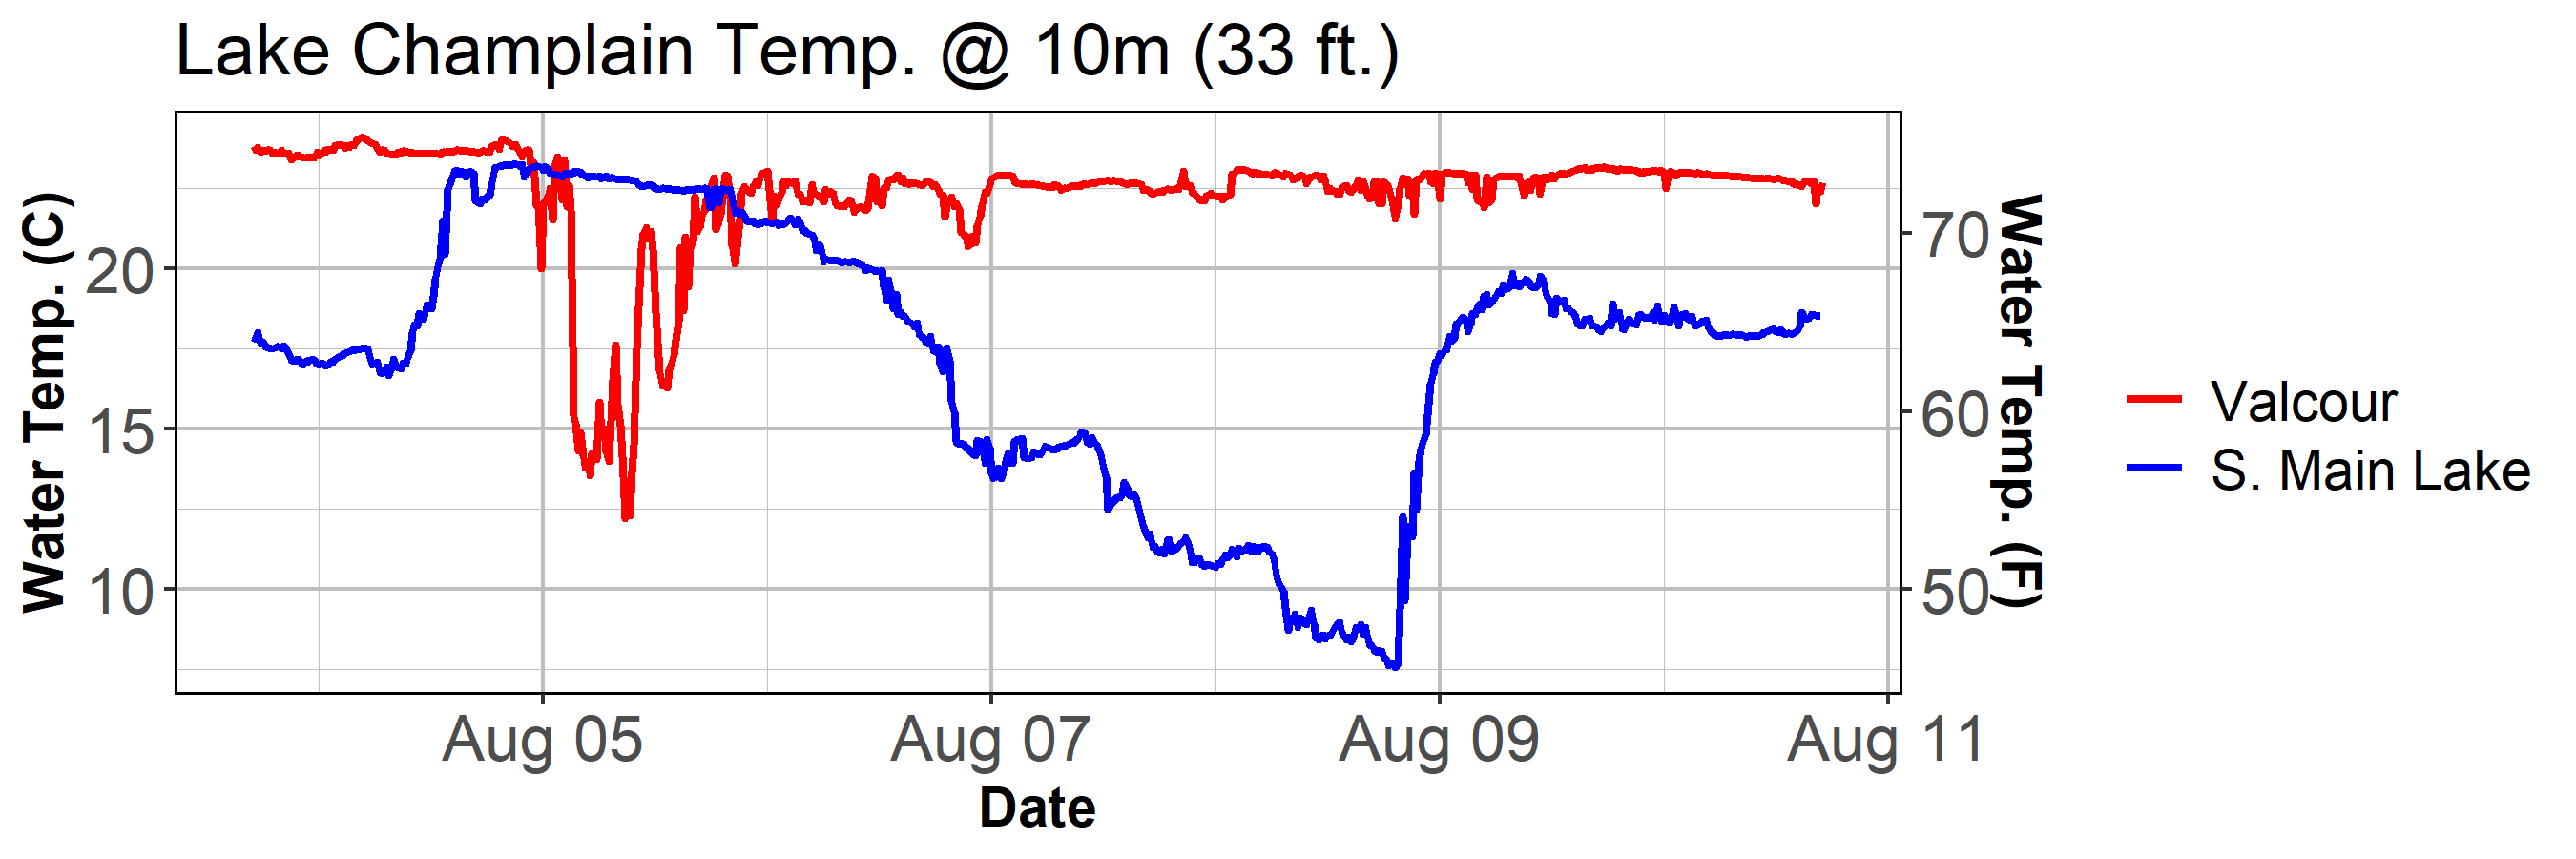 Lake Champlain Temp. @ 10m (33 ft.)
Water Temp. (C)
20
15
10
70
60
50
Water Temp. (F)
Aug 05
Aug 07
Aug 09
Aug 11
Date
Valcour
S. Main Lake